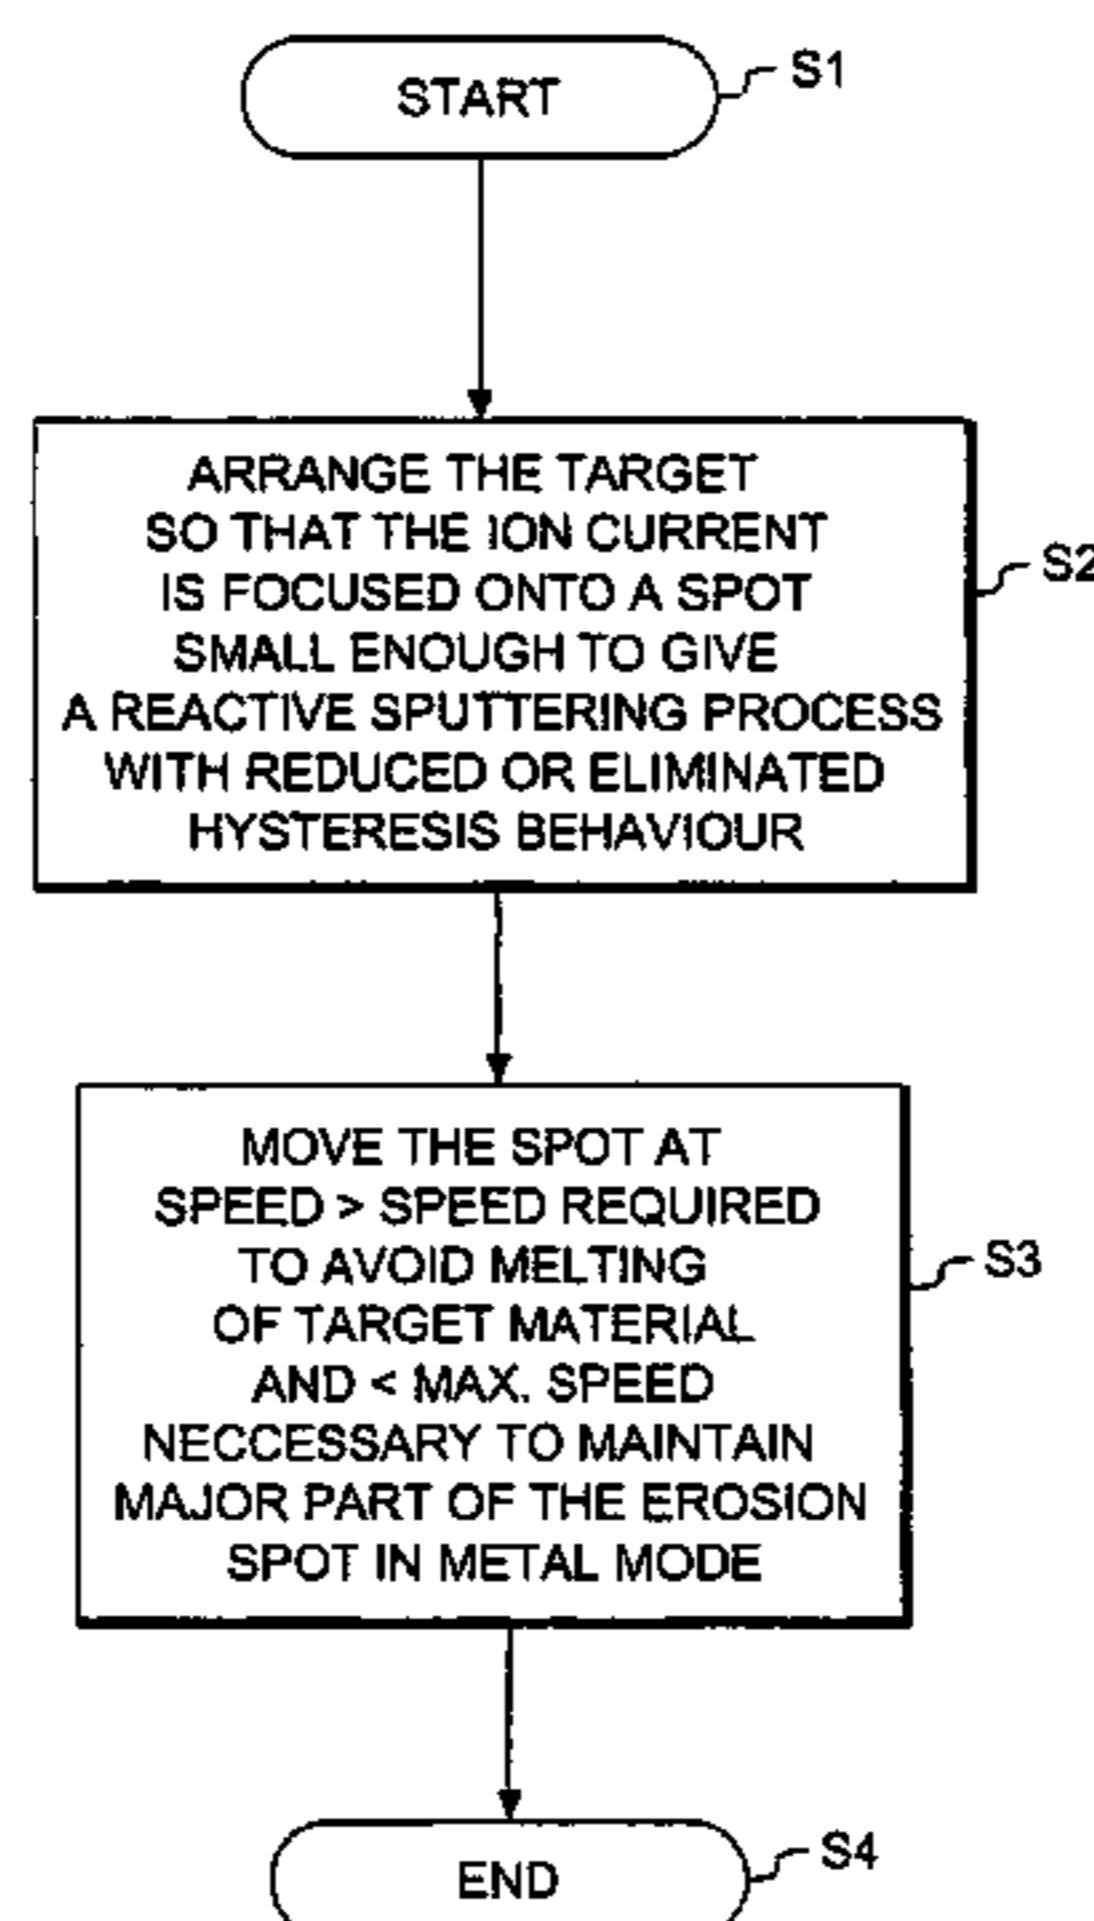 START
S1
ARRANGE THE TARGET
SO THAT THE ION CURRENT
IS FOCUSED ONTO A SPOT
SMALL ENOUGH TO GIVE
A REACTIVE SPUTTERING PROCESS
WITH REDUCED OR ELIMINATED
HYSTERESIS BEHAVIOUR
S2
MOVE THE SPOT AT
SPEED > SPEED REQUIRED
TO AVOID MELTING
OF TARGET MATERIAL
AND < MAX. SPEED
NECCESSARY TO MAINTAIN
MAJOR PART OF THE EROSION
SPOT IN METAL MODE
S3
END
S4